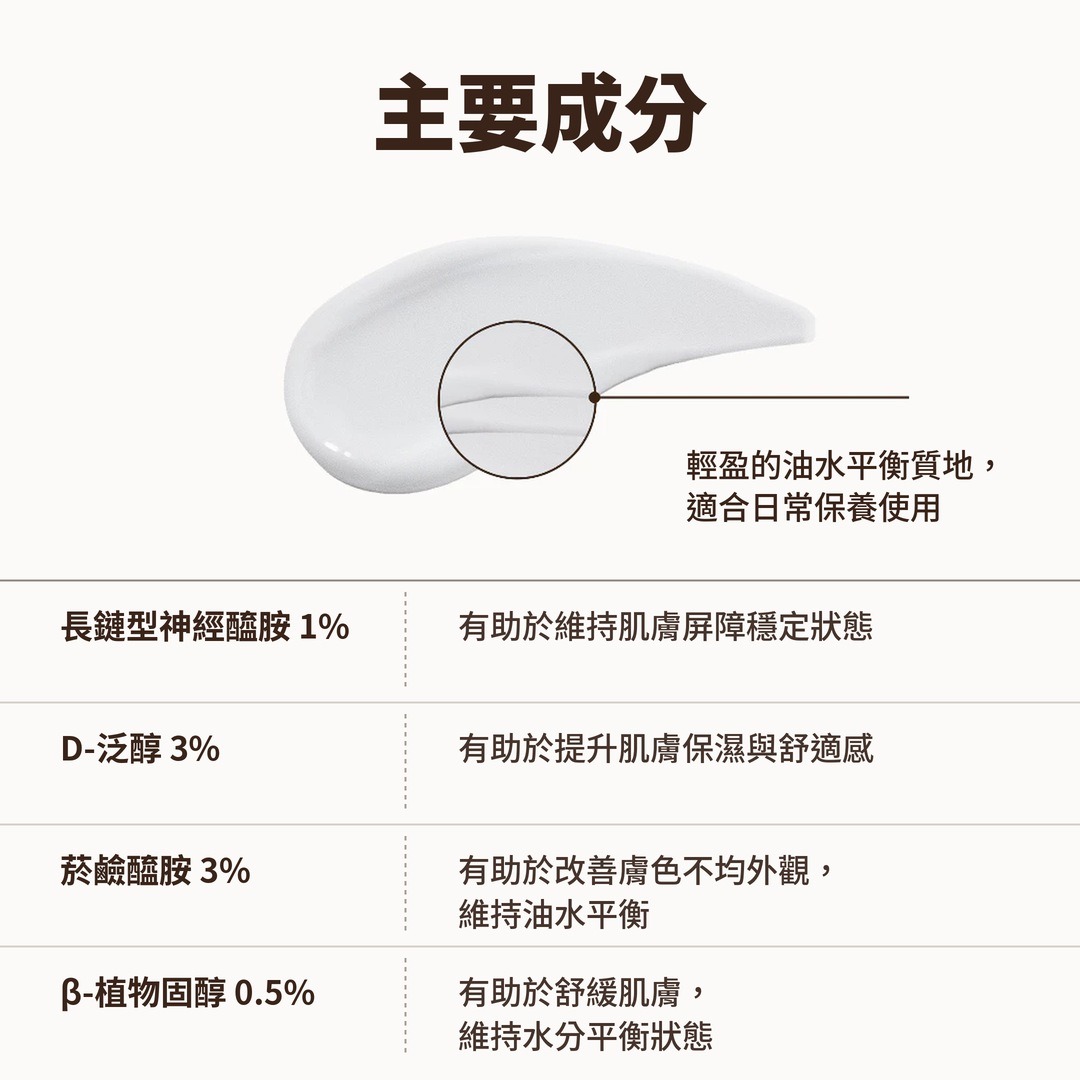 主要成分
輕盈的油水平衡質地，
適合日常保養使用
長鏈型神經醯胺 1%
有助於維持肌膚屏障穩定狀態
D-泛醇 3%
有助於提升肌膚保濕與舒適感
菸鹼醯胺 3%
有助於改善膚色不均外觀，
維持油水平衡
β-植物固醇 0.5%
有助於舒緩肌膚，
維持水分平衡狀態